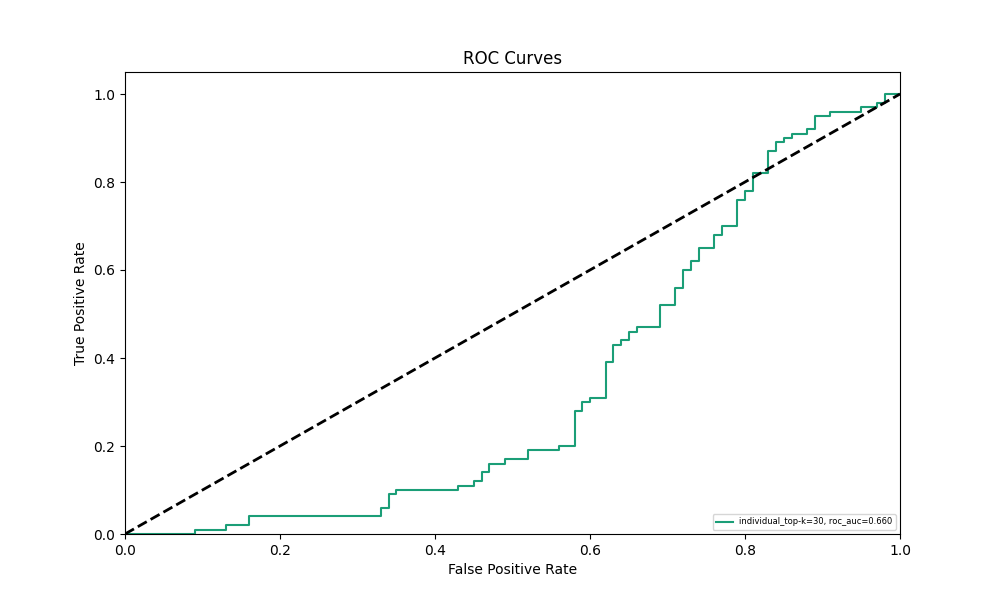 ROC Curves
True Positive Rate
1.0
0.8
0.6
0.4
0.2
0.0
individual_top-k=30, roc_auc=0.660
0.0 0.2 0.4 0.6 0.8 1.0
False Positive Rate